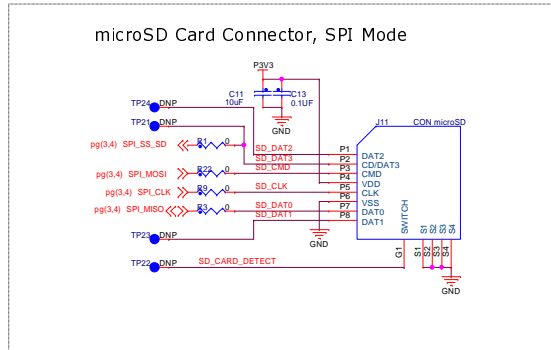 microSD Card Connector, SPI Mode
P3V3
C11
10uF
C13
0.1UF
GND
TP24 DNP
TP21 DNP
J11 CON microSD
pg(3,4) SPI_SS_SD R1 0
SD_DAT2 P1 DAT2
SD_DAT3 P2 CD/DAT3
pg(3,4) SPI_MOSI R22 0 SD_CMD P3 CMD
P4 VDD
pg(3,4) SPI_CLK R9 0 SD_CLK P5 CLK
P6 VSS
pg(3,4) SPI_MISO R3 0 SD_DAT0 P7 DAT0
SD_DAT1 P8 DAT1
TP23 DNP
GND
SWITCH S1 S2 S3 S4
G1 S1 S2 S3 S4
TP22 DNP SD_CARD_DETECT
GND